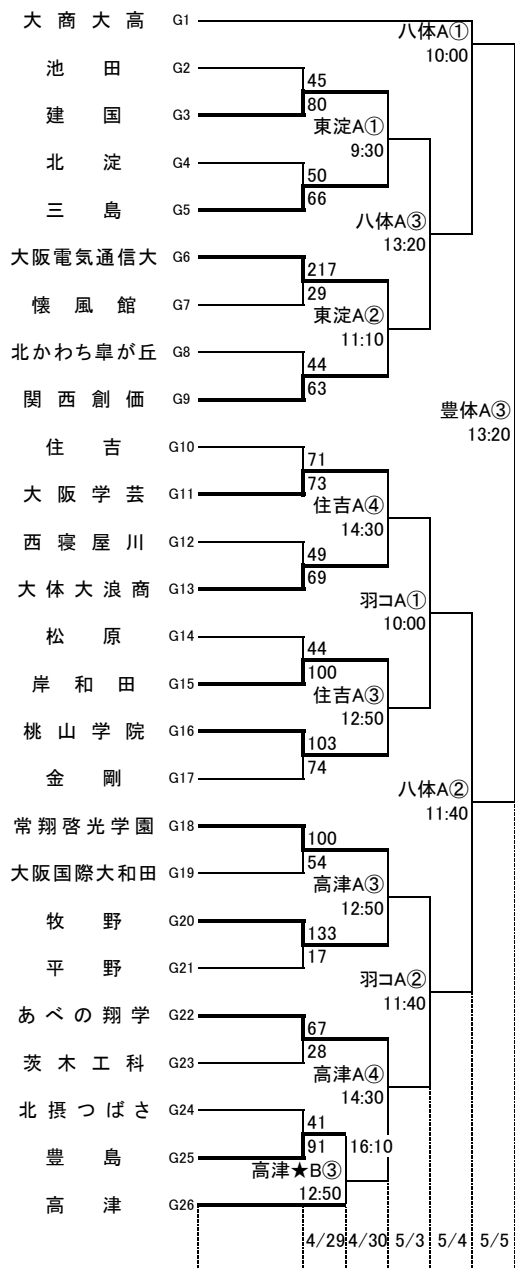 大商大高 G1
八体A①
10:00
池田 G2
45
建国 G3
80
東淀A①
9:30
北淀 G4
50
三島 G5
66
八体A③
13:20
大阪電気通信大 G6
217
懐風館 G7
29
東淀A②
11:10
北かわち皐が丘 G8
44
関西創価 G9
63
豊体A③
13:20
住吉 G10
71
大阪学芸 G11
73
住吉A④
14:30
西寝屋川 G12
49
大体大浪商 G13
69
羽コA①
10:00
松原 G14
44
岸和田 G15
100
住吉A③
12:50
桃山学院 G16
103
金剛 G17
74
八体A②
11:40
常翔啓光学園 G18
100
大阪国際大和田 G19
54
高津A③
12:50
牧野 G20
133
平野 G21
17
羽コA②
11:40
あべの翔学 G22
67
茨木工科 G23
28
高津A④
14:30
北摂つばさ G24
41
豊島 G25
91
16:10
高津★B③
12:50
高津 G26
4/29 4/30 5/3 5/4 5/5